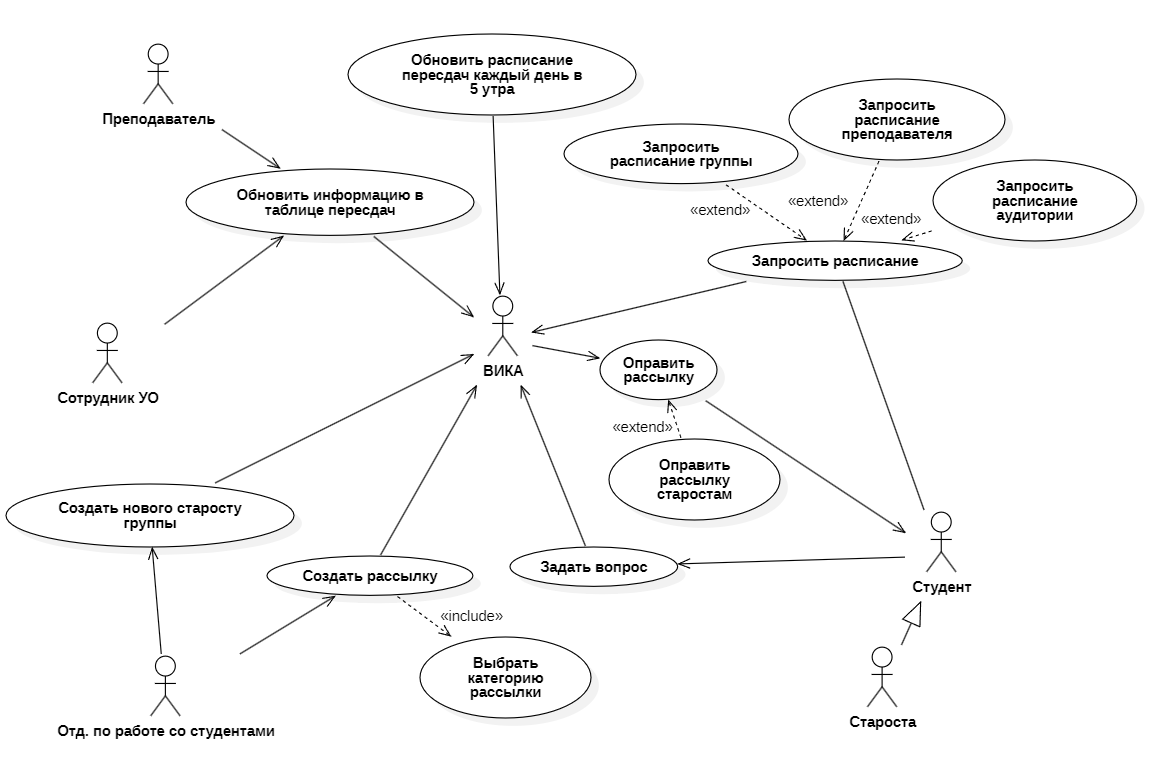 Преподаватель
Обновить расписание
пересдач каждый день в
5 утра
Запросить
расписание группы
Запросить
расписание
преподавателя
Запросить
расписание
аудитории
«extend»
«extend»
«extend»
Обновить информацию в
таблице пересдач
Запросить расписание
Сотрудник УО
ВИКА
Оправить
рассылку
«extend»
Оправить
рассылку
старостам
Создать нового старосту
группы
Создать рассылку
Задать вопрос
Студент
«include»
Выбрать
категорию
рассылки
Отд. по работе со студентами
Староста